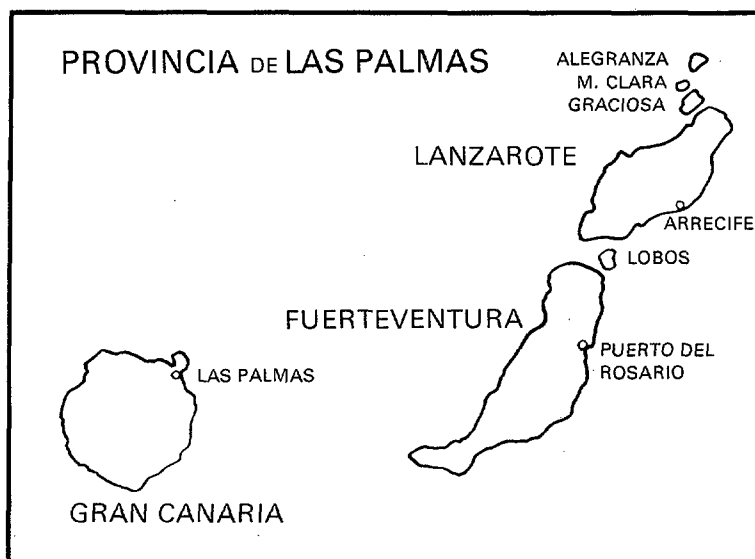 PROVINCIA DE LAS PALMAS
ALEGRANZA
M. CLARA
GRACIOSA
LANZAROTE
ARRECIFE
LOBOS
FUERTEVENTURA
PUERTO DEL
ROSARIO
LAS PALMAS
GRAN CANARIA